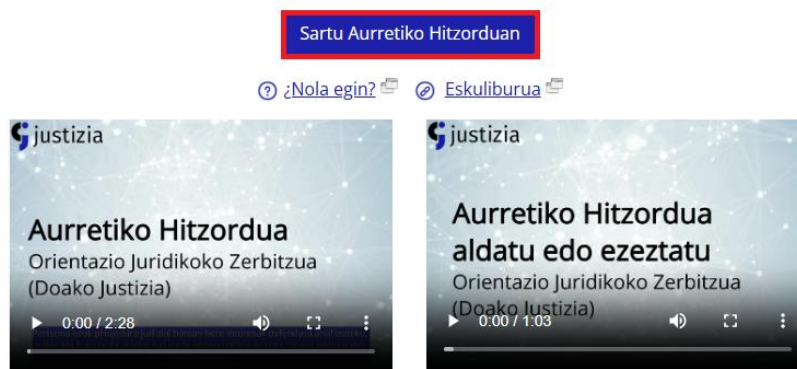 Sartu Aurretiko Hitzorduan
¿Nola egin? Eskuliburua
justizia
Aurretiko Hitzordua
Orientazio Juridikoko Zerbitzua
(Doako Justizia)
0:00 / 2:28
justizia
Aurretiko Hitzordua
aldatu edo ezeztatu
Orientazio Juridikoko Zerbitzua
(Doako Justizia)
0:00 / 1:03